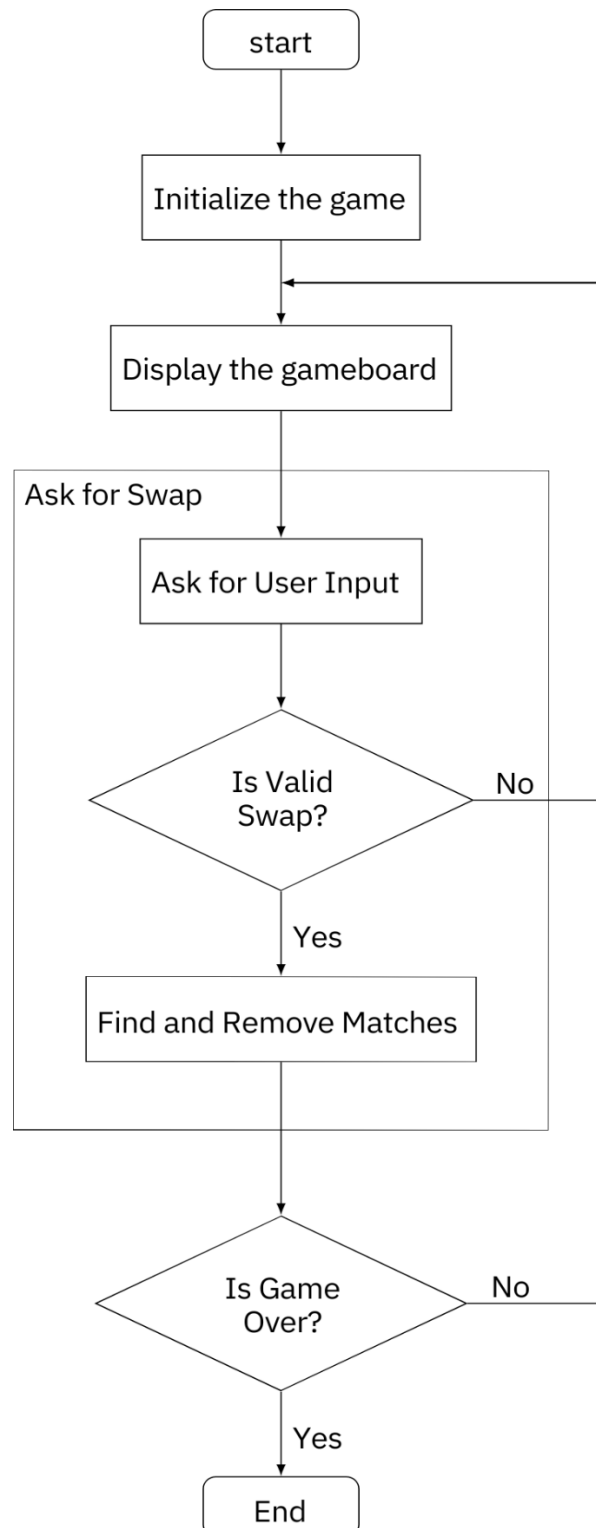 start
Initialize the game
Display the gameboard
Ask for Swap
Ask for User Input
Is Valid
Swap?
No
Yes
Find and Remove Matches
Is Game
Over?
No
Yes
End